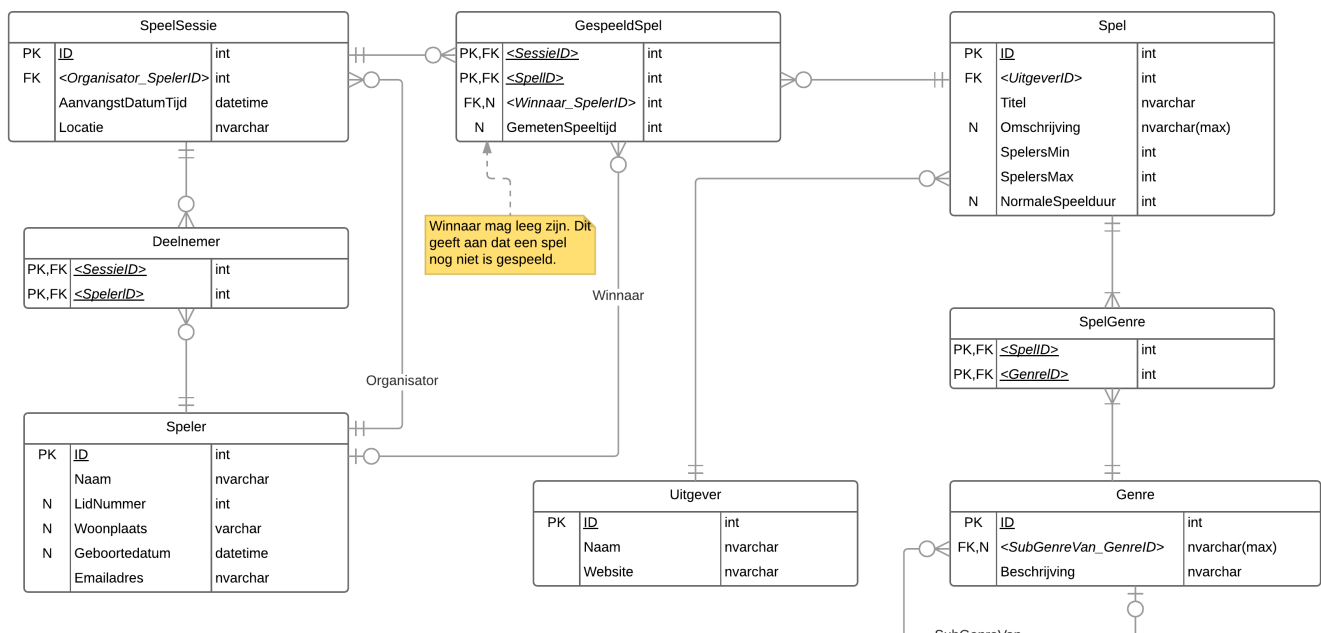 SpeelSessie
PK ID int
FK <Organisator_SpelerID> int
AanvangstDatumTijd datetime
Locatie nvarchar
GespeeldSpel
PK,FK <SessieID> int
PK,FK <SpelID> int
FK,N <Winnaar_SpelerID> int
N GemetenSpeeltijd int
Spel
PK ID int
FK <UitgeverID> int
Titel nvarchar
N Omschrijving nvarchar(max)
SpelersMin int
SpelersMax int
N NormaleSpeelduur int
Winnaar mag leeg zijn. Dit
geeft aan dat een spel
nog niet is gespeeld.
Deelnemer
PK,FK <SessieID> int
PK,FK <SpelerID> int
Winnaar
Organisator
SpelGenre
PK,FK <SpelID> int
PK,FK <GenreID> int
Speler
PK ID int
Naam nvarchar
N LidNummer int
N Woonplaats varchar
N Geboortedatum datetime
Emailadres nvarchar
Uitgever
PK ID int
Naam nvarchar
Website nvarchar
Genre
PK ID int
FK,N <SubGenreVan_GenreID> nvarchar(max)
Beschrijving nvarchar
SubGenreVan